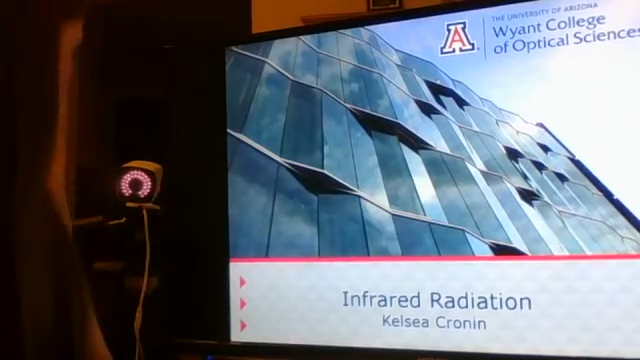 THE UNIVERSITY OF ARIZONA
Wyant College
of Optical Sciences
A
Infrared Radiation
Kelsea Cronin